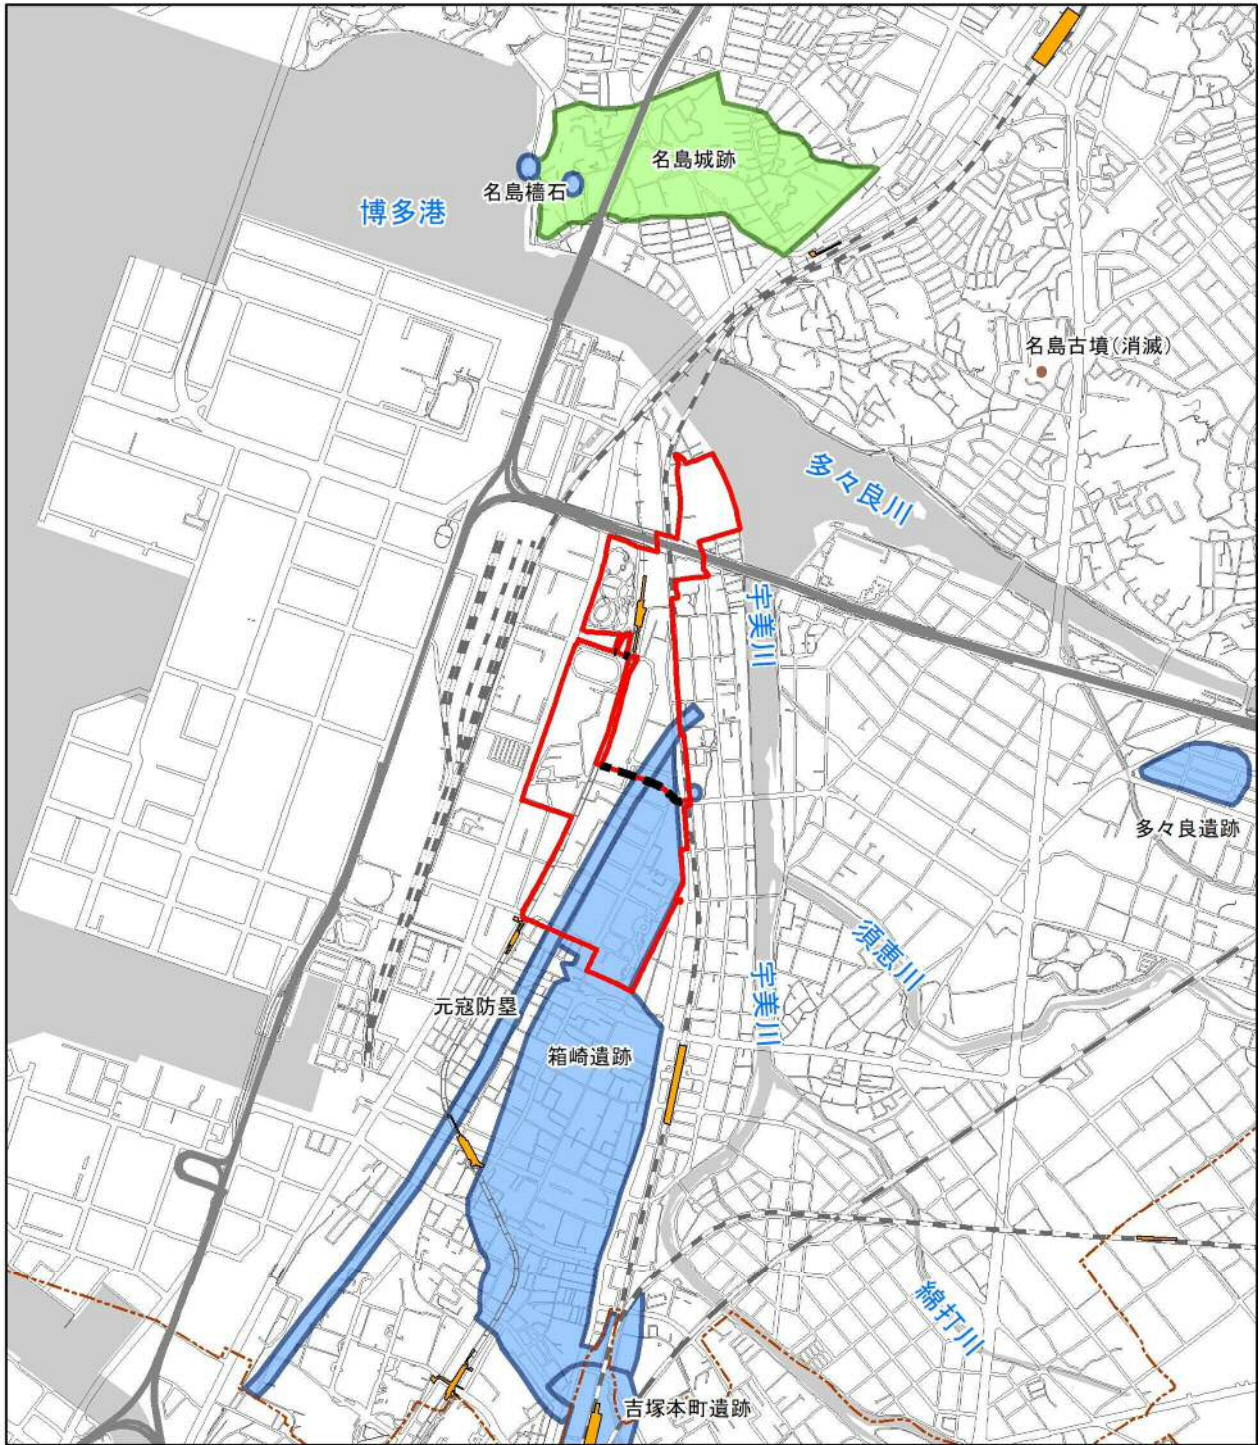 名島城跡
名島檣石
博多港
名島古墳(消滅)
多々良川
宇美川
多々良遺跡
須恵川
宇美川
元寇防塁
箱崎遺跡
綿打川
吉塚本町遺跡